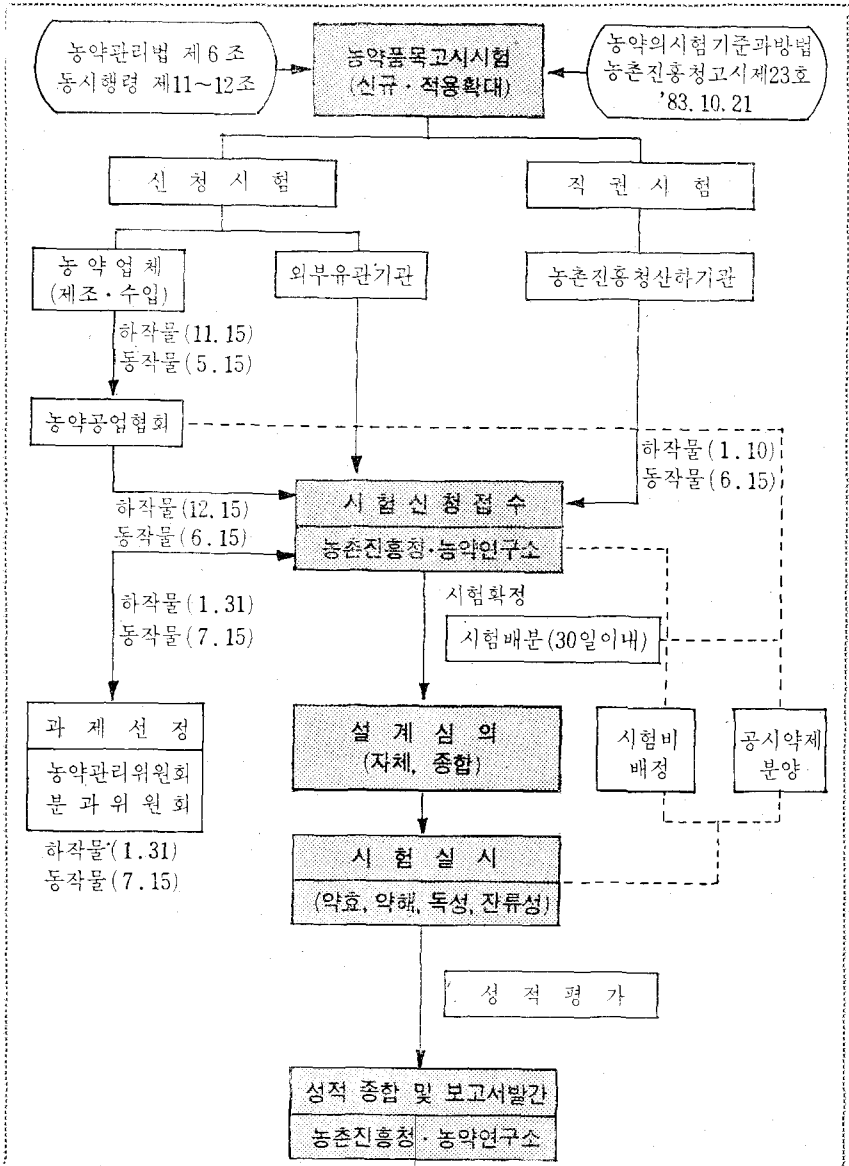 농약관리법 제6조
동시행령 제11~12조
농약품목고시시험
(신규·적용확대)
농약의시험기준과방법
농촌진흥청고시제23호
'83.10.21
신 청 시 험
직 권 시 험
농 약 업 체
(제조·수입)
외부유관기관
농촌진흥청산하기관
하작물(11.15)
동작물(5.15)
농약공업협회
하작물(1.10)
동작물(6.15)
하작물(12.15)
동작물(6.15)
시 험 신 청 접 수
농촌진흥청·농약연구소
하작물(1.31)
동작물(7.15)
시험확정
시험배분(30일이내)
과 제 선 정
농약관리위원회
분 과 위 원 회
하작물(1.31)
동작물(7.15)
설 계 심 의
(자체, 종합)
시험비
배정
공시약제
분양
시 험 실 시
(약효, 약해, 독성, 잔류성)
성 적 평 가
성적 종합 및 보고서발간
농촌진흥청·농약연구소